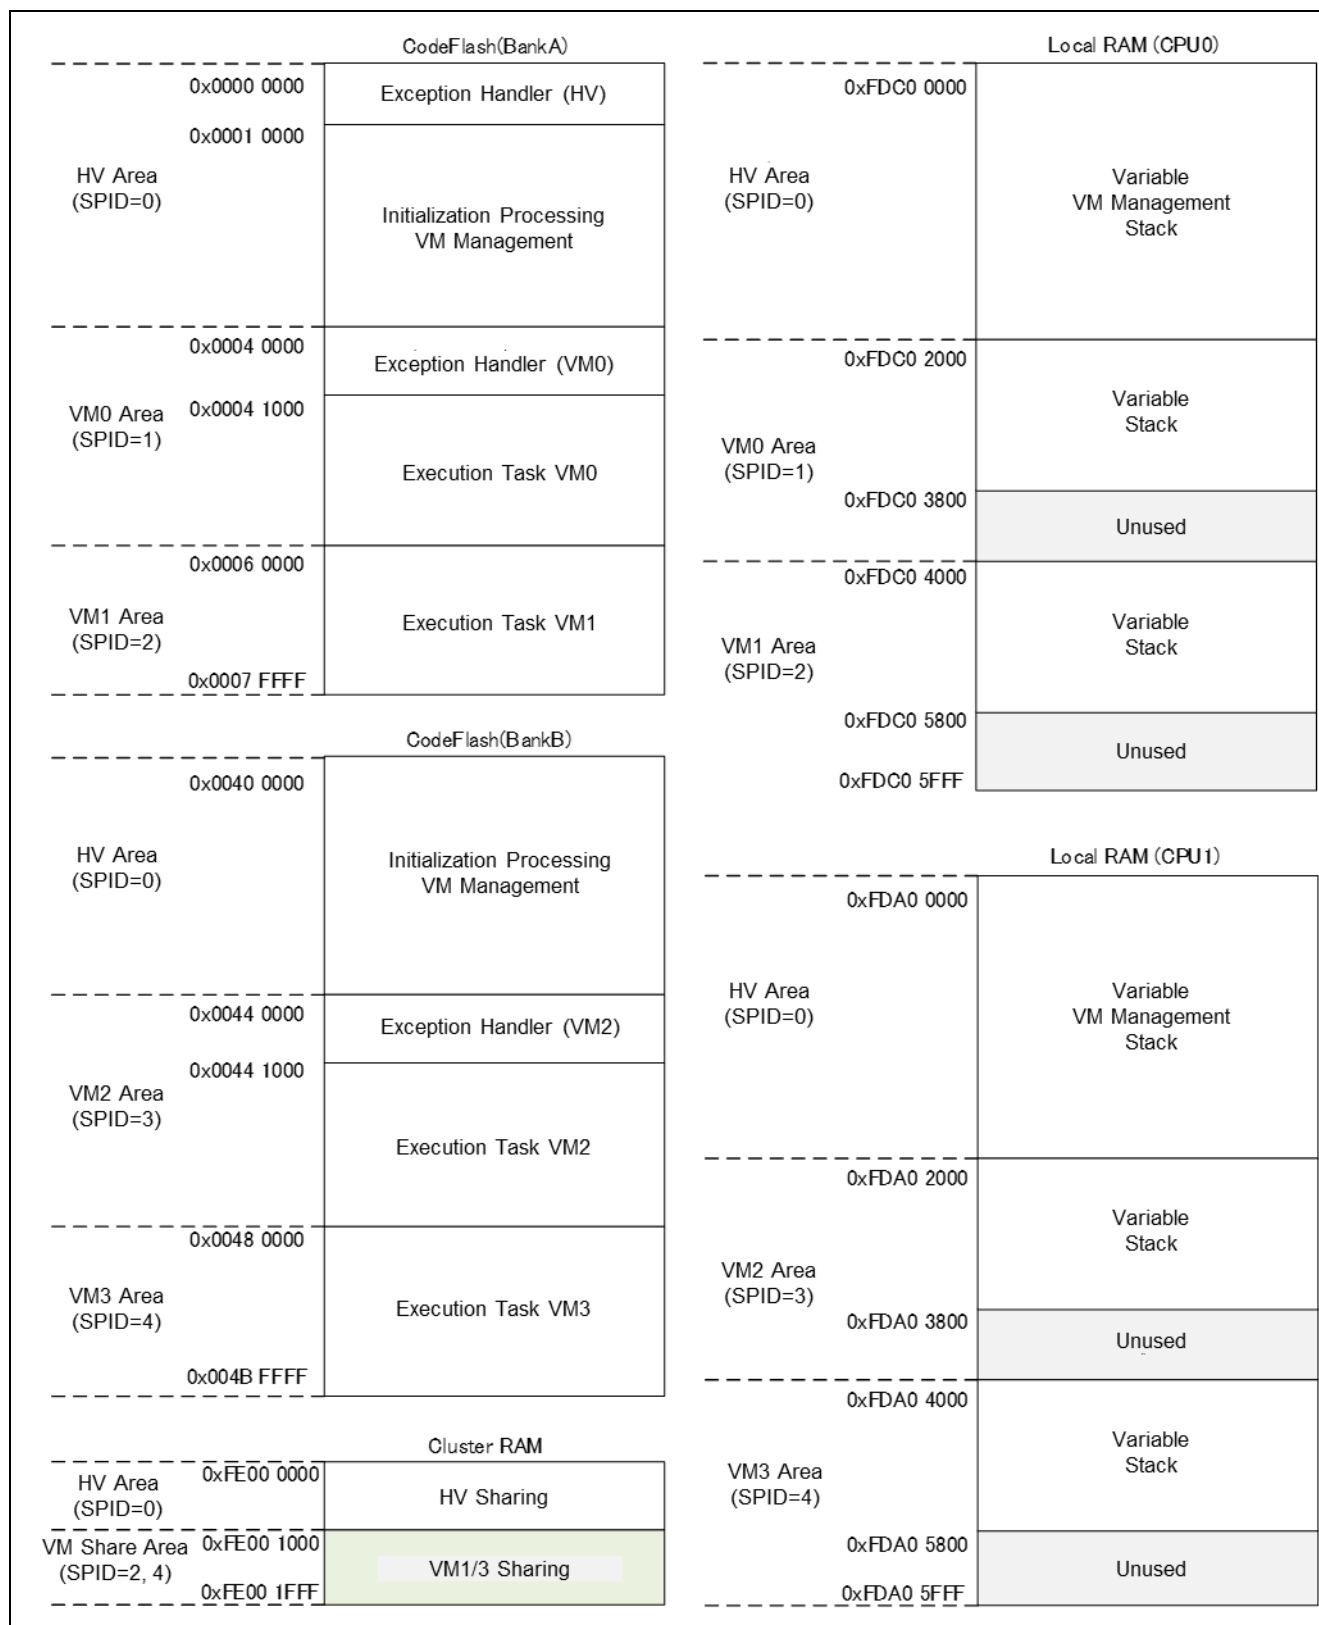 CodeFlash(BankA)
0x0000 0000
Exception Handler (HV)
0x0001 0000
HV Area
(SPID=0)
Initialization Processing
VM Management
0x0004 0000
Exception Handler (VM0)
VM0 Area
(SPID=1)
0x0004 1000
Execution Task VM0
0x0006 0000
VM1 Area
(SPID=2)
Execution Task VM1
0x0007 FFFF
CodeFlash(BankB)
0x0040 0000
HV Area
(SPID=0)
Initialization Processing
VM Management
0x0044 0000
Exception Handler (VM2)
0x0044 1000
VM2 Area
(SPID=3)
Execution Task VM2
0x0048 0000
VM3 Area
(SPID=4)
Execution Task VM3
0x004B FFFF
Cluster RAM
HV Area
(SPID=0)
0xFE00 0000
HV Sharing
VM Share Area
(SPID=2, 4)
0xFE00 1000
VM1/3 Sharing
0xFE00 1FFF
Local RAM (CPU0)
0xFDC0 0000
HV Area
(SPID=0)
Variable
VM Management
Stack
0xFDC0 2000
Variable
Stack
VM0 Area
(SPID=1)
0xFDC0 3800
Unused
0xFDC0 4000
Variable
Stack
VM1 Area
(SPID=2)
0xFDC0 5800
Unused
0xFDC0 5FFF
Local RAM (CPU1)
0xFDA0 0000
HV Area
(SPID=0)
Variable
VM Management
Stack
0xFDA0 2000
Variable
Stack
VM2 Area
(SPID=3)
0xFDA0 3800
Unused
0xFDA0 4000
Variable
Stack
VM3 Area
(SPID=4)
0xFDA0 5800
Unused
0xFDA0 5FFF